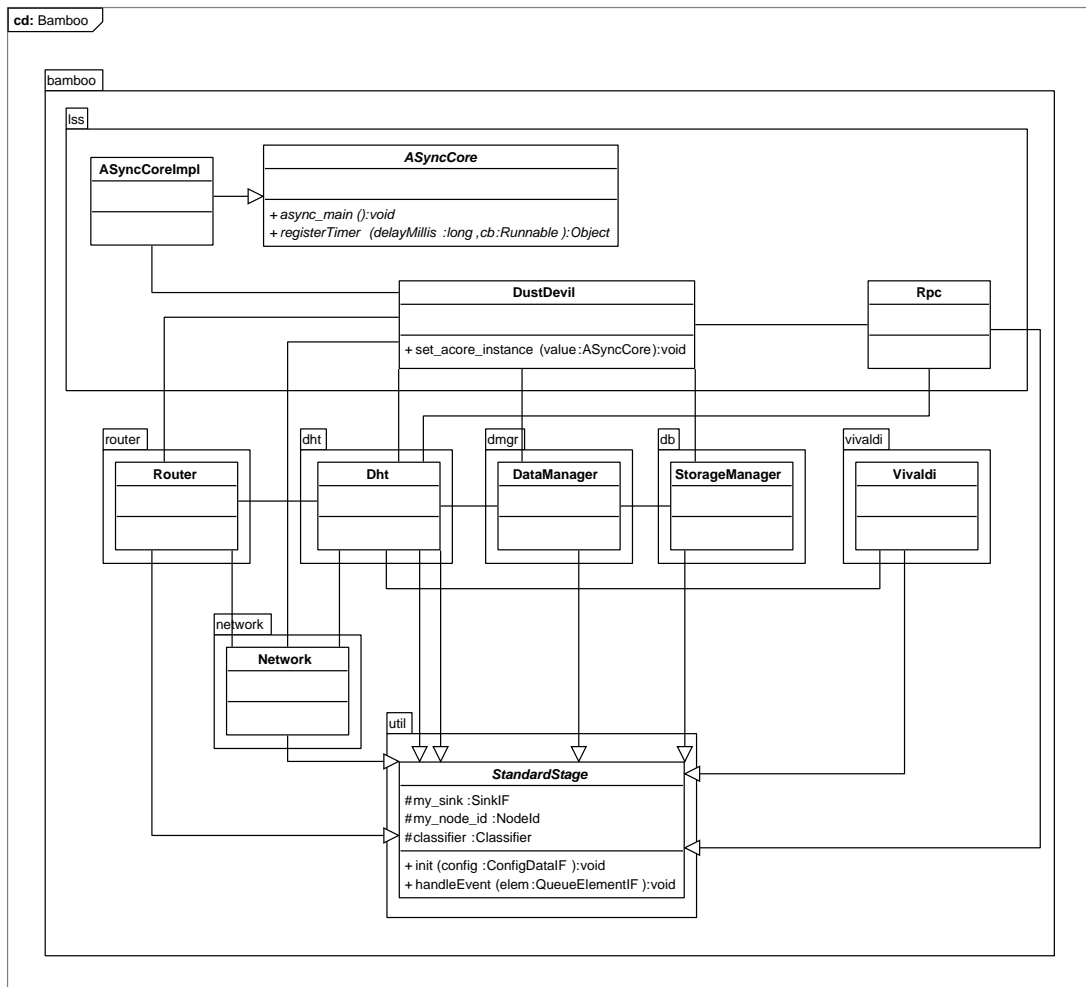 cd: Bamboo
bamboo
lss
ASyncCoreImpl
ASyncCore
+ async_main ():void
+ registerTimer (delayMillis :long ,cb:Runnable ):Object
DustDevil
+ set_acore_instance (value:ASyncCore):void
Rpc
router
dht
dmgr
db
vivaldi
Router
Dht
DataManager
StorageManager
Vivaldi
network
Network
util
StandardStage
#my_sink :SinkIF
#my_node_id :NodeId
#classifier :Classifier
+ init (config :ConfigDataIF ):void
+ handleEvent (elem:QueueElementIF ):void